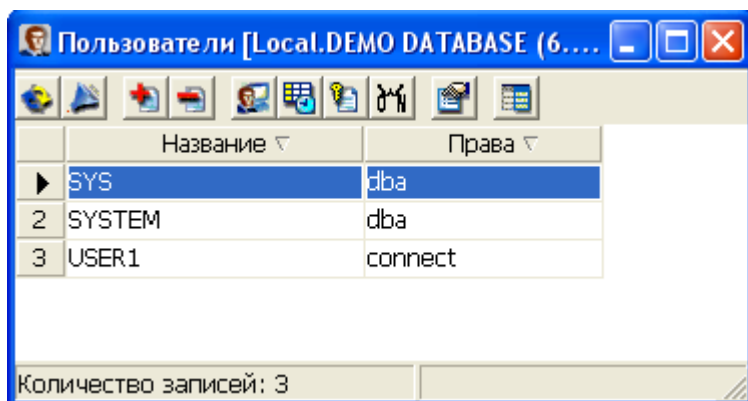 Пользователи [Local.DEMO DATABASE (6....
Название Права
SYS dba
2 SYSTEM dba
3 USER1 connect
Количество записей: 3